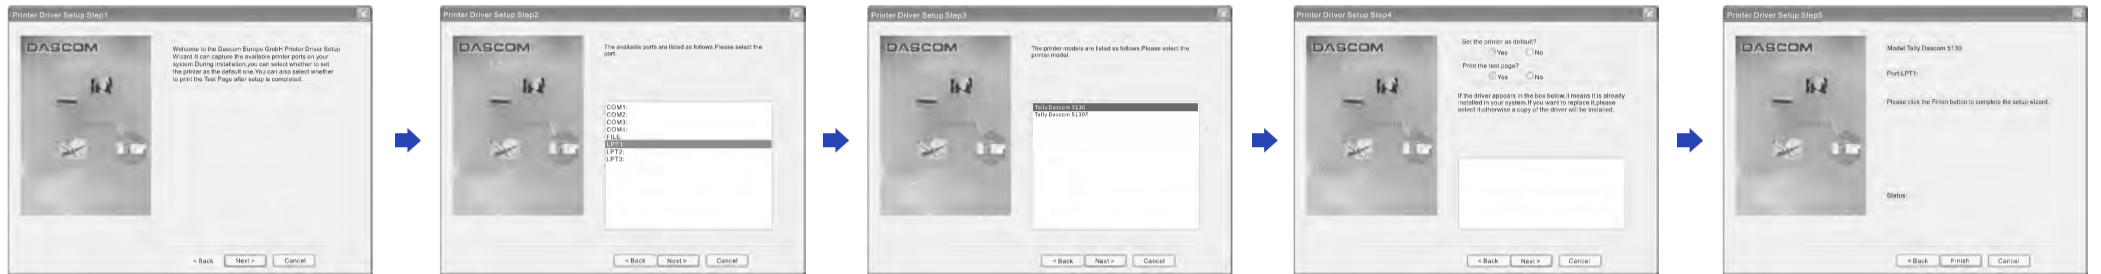 Printer Driver Setup Step1
DASCOM
Welcome to the Dascom Europe GmbH Printer Driver Setup
Wizard It can capture the available printer ports on your
system.During installation,you can select whether to set
the printer as the default one.You can also select whether
to print the Test Page after setup is completed.
< Back Next > Cancel
Printer Driver Setup Step2
DASCOM
The available ports are listed as follows.Please select the
port.
COM1:
COM2:
COM3:
COM4:
FILE:
LPT1:
LPT2:
LPT3:
< Back Next > Cancel
Printer Driver Setup Step3
DASCOM
The printer models are listed as follows.Please select the
printer model
Tally Dascom 5130
Tally Dascom 5130P
< Back Next > Cancel
Printer Driver Setup Step4
DASCOM
Set the printer as default?
Yes No
Print the test page?
Yes No
If the driver appears in the box below,it means it is already
installed in your system.If you want to replace it,please
select it.otherwise a copy of the driver will be installed.
< Back Next > Cancel
Printer Driver Setup Step5
DASCOM
Model:Tally Dascom 5130
Port:LPT1:
Please click the Finish button to complete the setup wizard.
Status:
< Back Finish Cancel